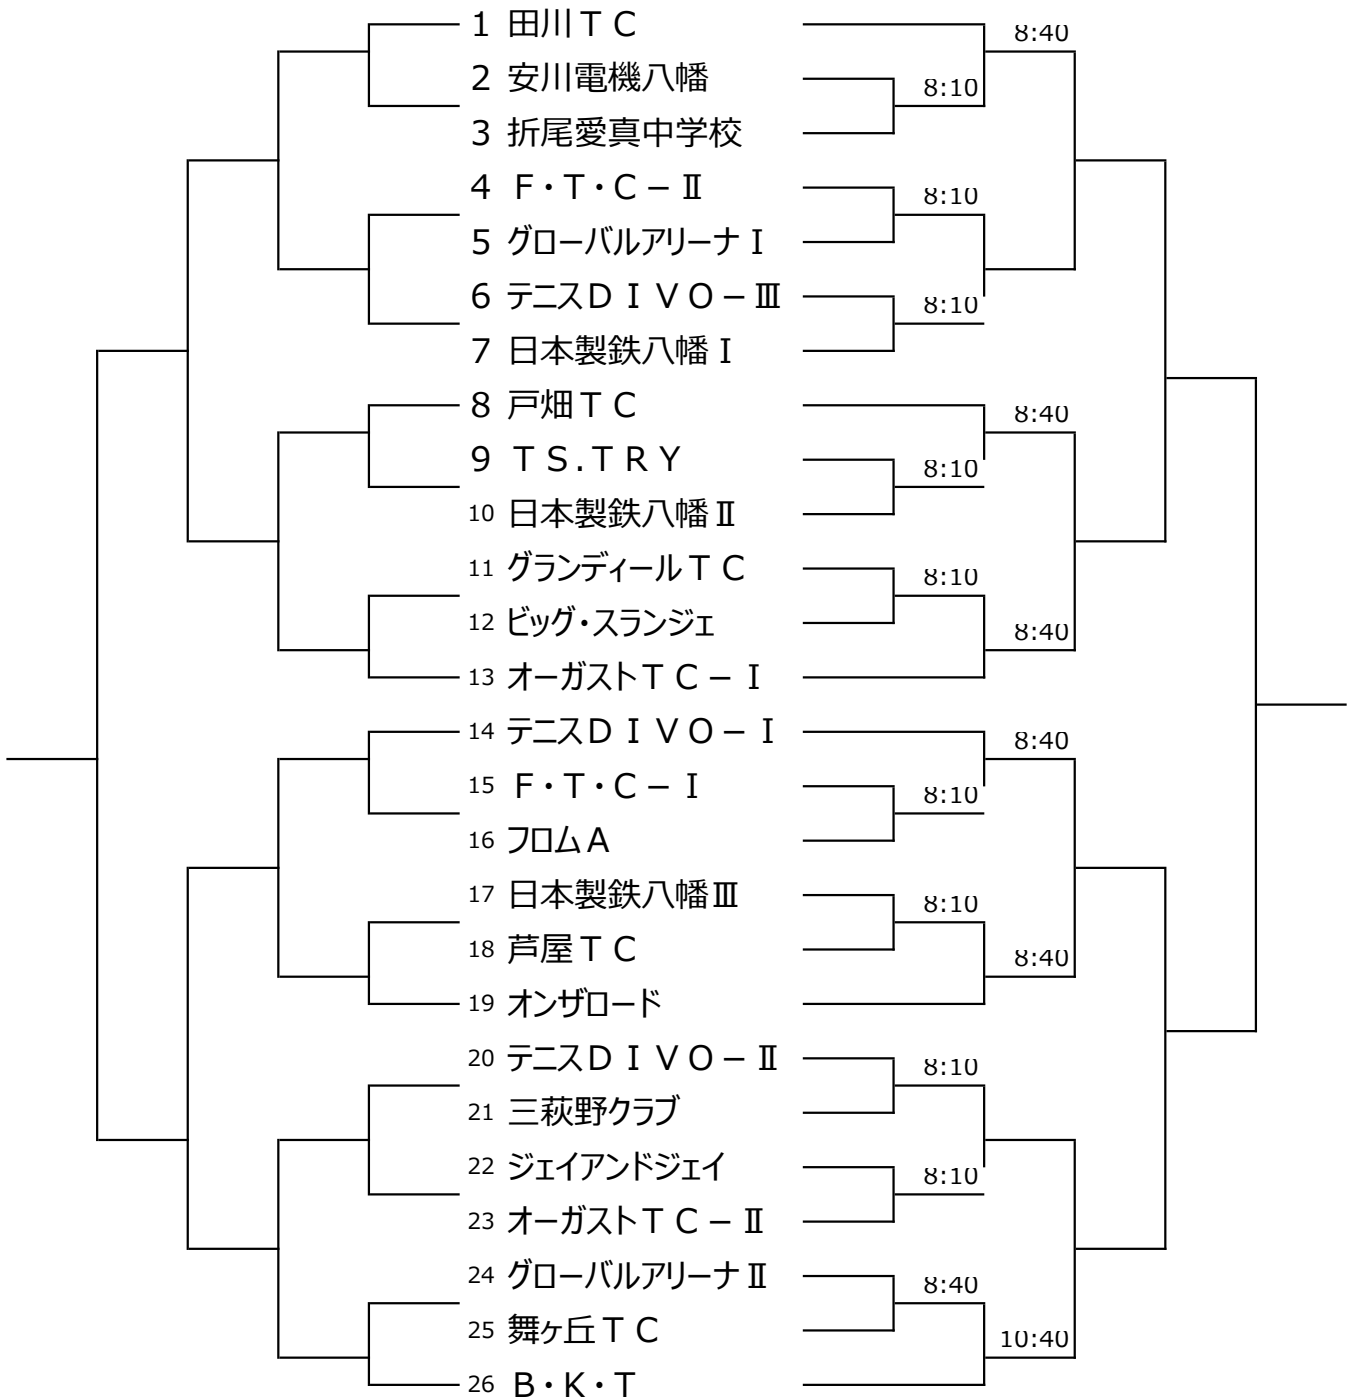 1 田川ＴＣ
8:40
2 安川電機八幡
8:10
3 折尾愛真中学校
4 Ｆ・Ｔ・Ｃ－Ⅱ
8:10
5 グローバルアリーナⅠ
6 テニスＤＩＶＯ－Ⅲ
8:10
7 日本製鉄八幡Ⅰ
8 戸畑ＴＣ
8:40
9 ＴＳ.ＴＲＹ
8:10
10 日本製鉄八幡Ⅱ
11 グランディールＴＣ
8:10
12 ビッグ・スランジェ
8:40
13 オーガストＴＣ－Ⅰ
14 テニスＤＩＶＯ－Ⅰ
8:40
15 Ｆ・Ｔ・Ｃ－Ⅰ
8:10
16 フロムＡ
17 日本製鉄八幡Ⅲ
8:10
18 芦屋ＴＣ
8:40
19 オンザロード
20 テニスＤＩＶＯ－Ⅱ
8:10
21 三萩野クラブ
22 ジェイアンドジェイ
8:10
23 オーガストＴＣ－Ⅱ
24 グローバルアリーナⅡ
8:40
25 舞ヶ丘ＴＣ
10:40
26 Ｂ・Ｋ・Ｔ